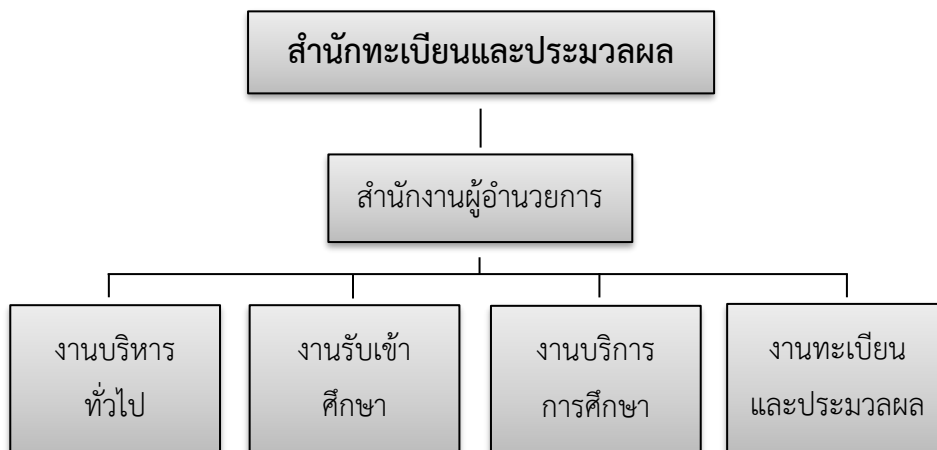 สำนักทะเบียนและประมวลผล
สำนักงานผู้อำนวยการ
งานบริหาร
ทั่วไป
งานรับเข้า
ศึกษา
งานบริการ
การศึกษา
งานทะเบียน
และประมวลผล